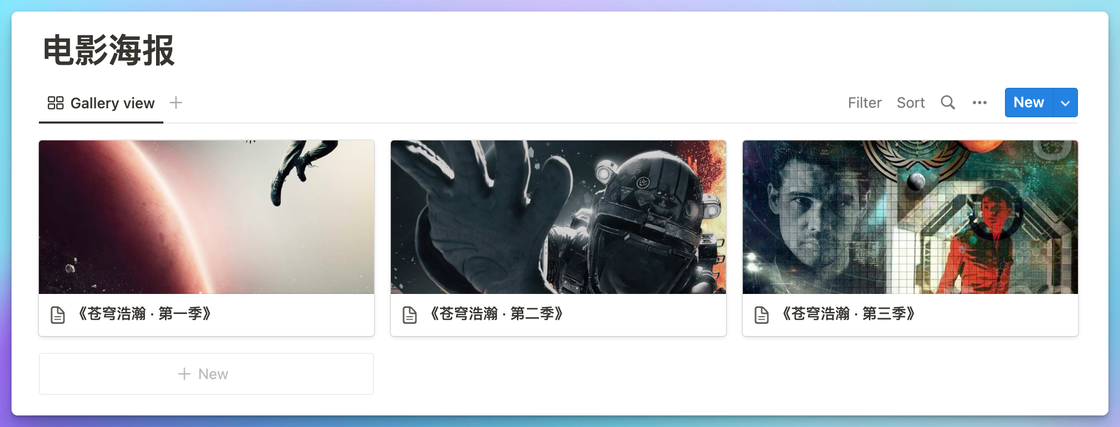 电影海报
Gallery view
Filter Sort New
《苍穹浩瀚 · 第一季》
《苍穹浩瀚 · 第二季》
《苍穹浩瀚 · 第三季》
New